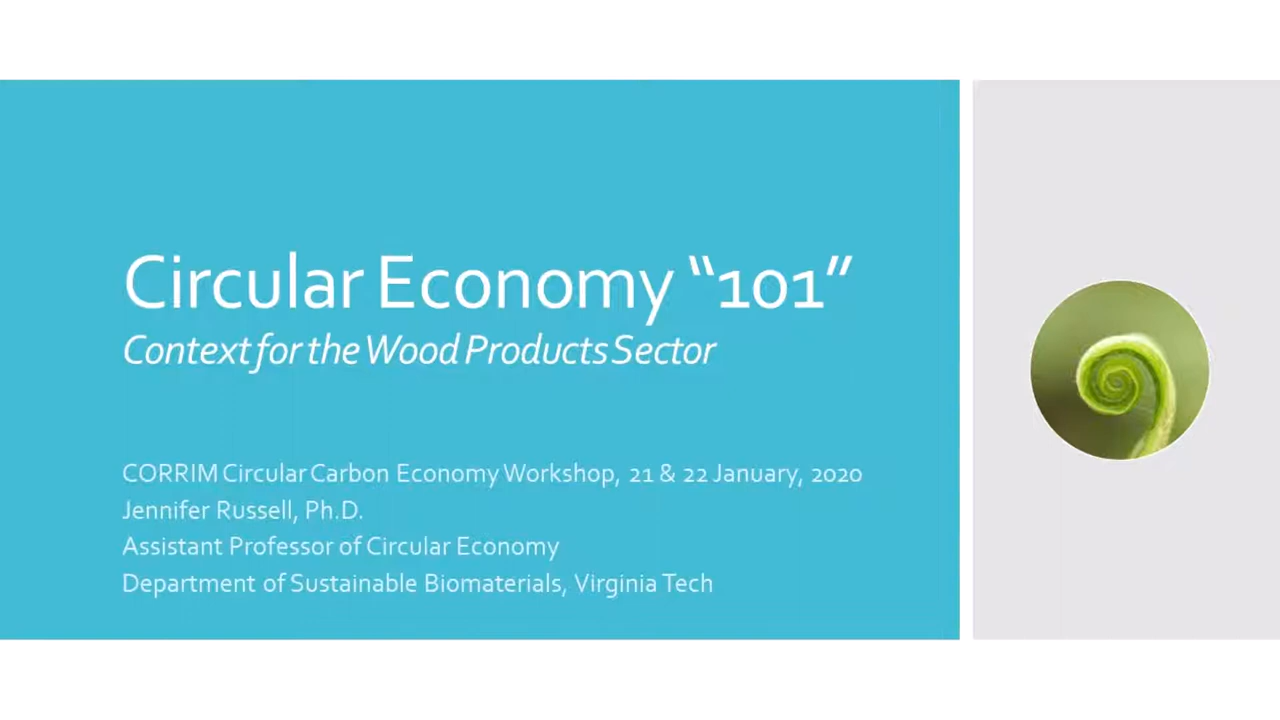 Circular Economy “101”
Context for the Wood Products Sector
CORRIM Circular Carbon Economy Workshop, 21 & 22 January, 2020
Jennifer Russell, Ph.D.
Assistant Professor of Circular Economy
Department of Sustainable Biomaterials, Virginia Tech